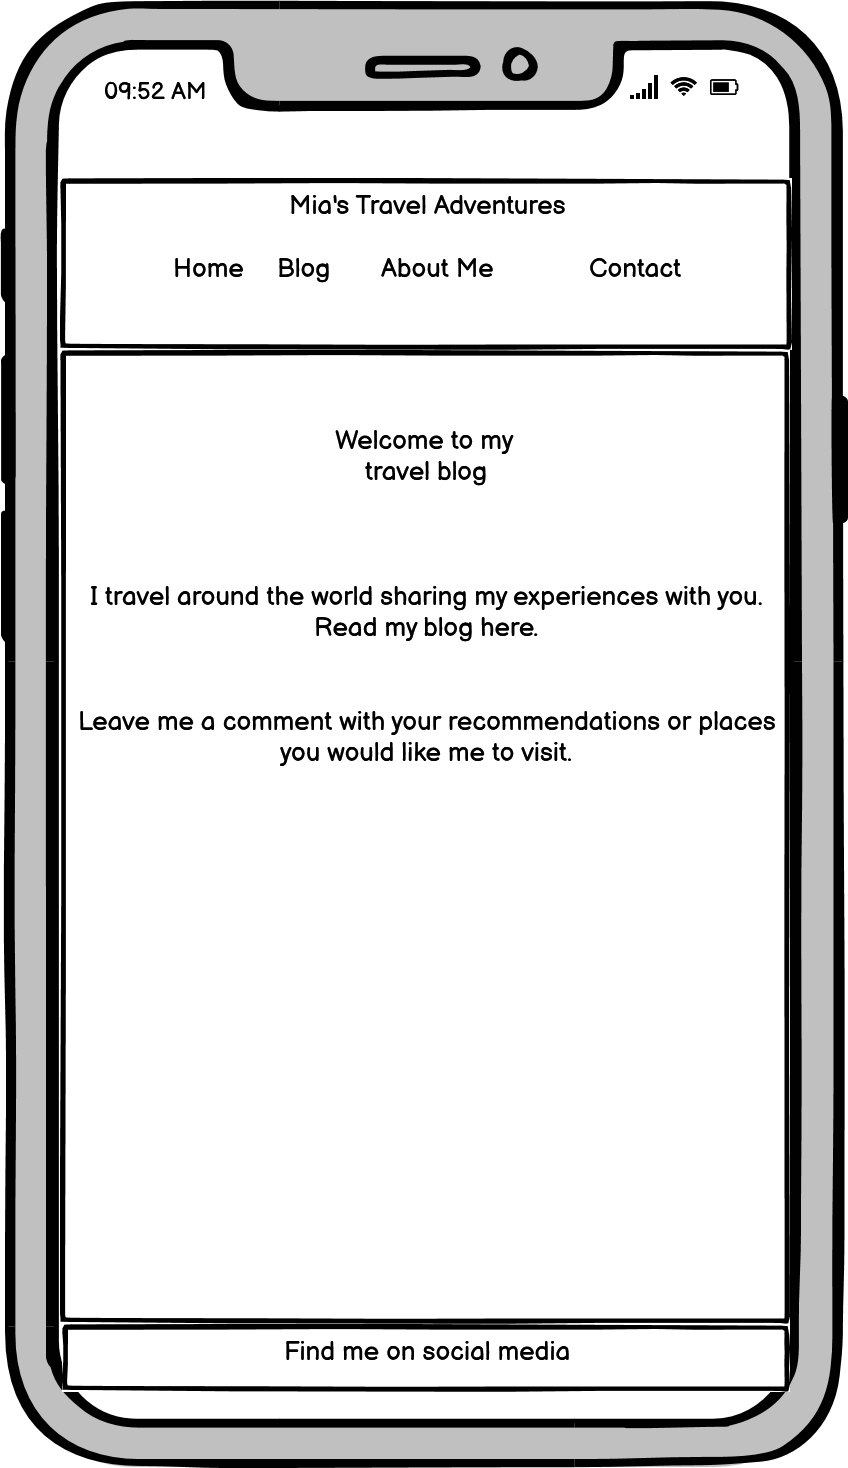 09:52 AM
Mia's Travel Adventures
Home Blog About Me Contact
Welcome to my
travel blog
I travel around the world sharing my experiences with you.
Read my blog here.
Leave me a comment with your recommendations or places
you would like me to visit.
Find me on social media